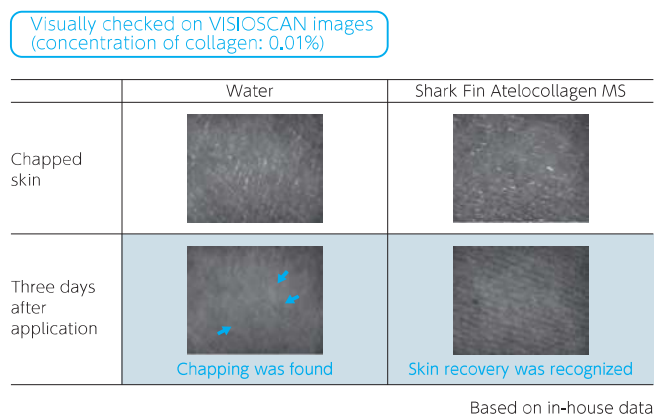 Visually checked on VISIOSCAN images
(concentration of collagen: 0.01%)
Water
Shark Fin Atelocollagen MS
Chapped
skin
Three days
after
application
Chapping was found
Skin recovery was recognized
Based on in-house data